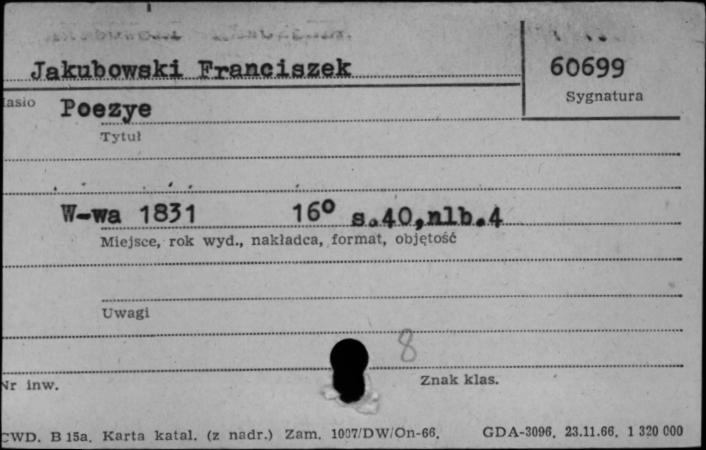 Jakubowski Franciszek
60699
Sygnatura
asło
Poezye
Tytuł
W-wa 1831 16° s.40,nlb.4
Miejsce, rok wyd., nakładca, format, objętość
Uwagi
8
Nr inw.
Znak klas.
CWD. B 15a. Karta katal. (z nadr.) Zam. 1007/DW/On-66. GDA-3096. 23.11.66. 1 320 000